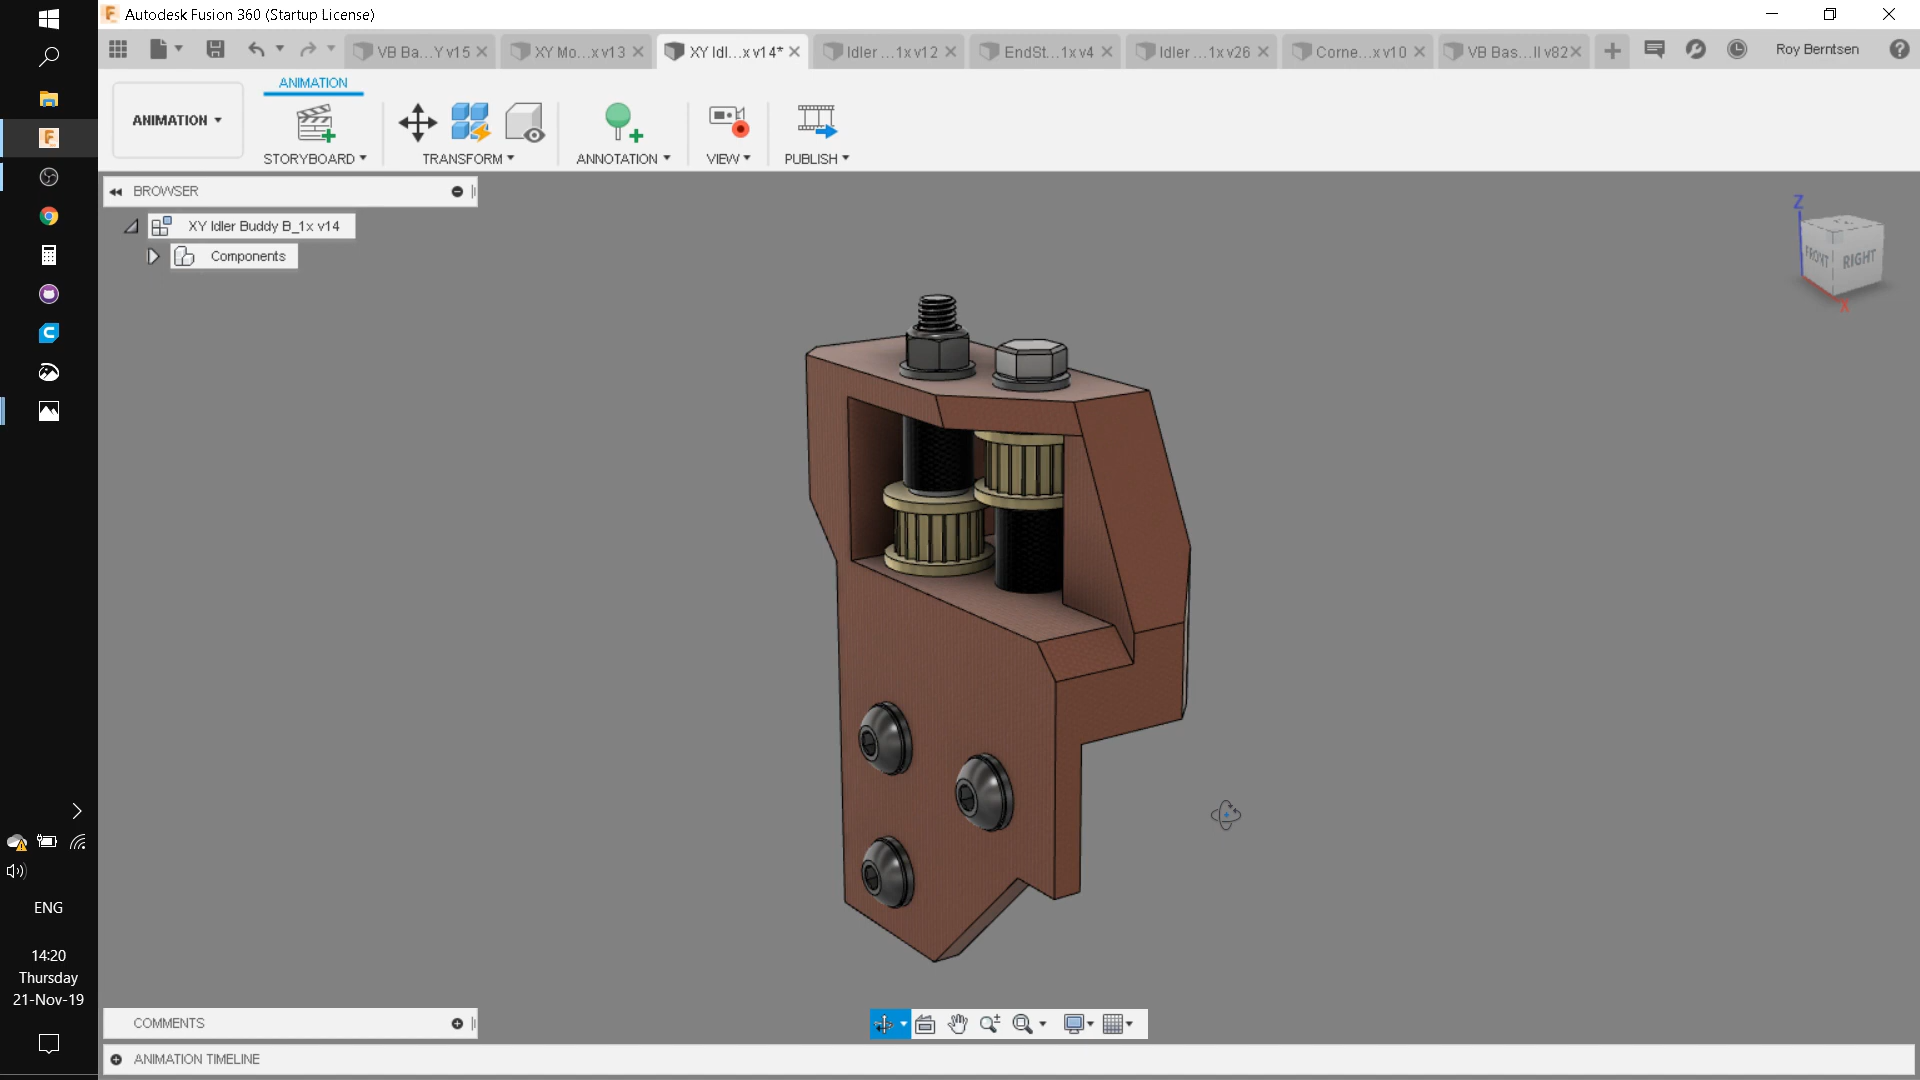 Autodesk Fusion 360 (Startup License)
VB Ba...Y v15
XY Mo...x v13
XY Idl...x v14*
Idler ...1x v12
EndSt...1x v4
Idler ...1x v26
Corne...x v10
VB Bas...II v82
Roy Berntsen
ANIMATION
ANIMATION
STORYBOARD
TRANSFORM
ANNOTATION
VIEW
PUBLISH
BROWSER
XY Idler Buddy B_1x v14
Components
Z
FRONT
RIGHT
X
ENG
14:20
Thursday
21-Nov-19
COMMENTS
ANIMATION TIMELINE